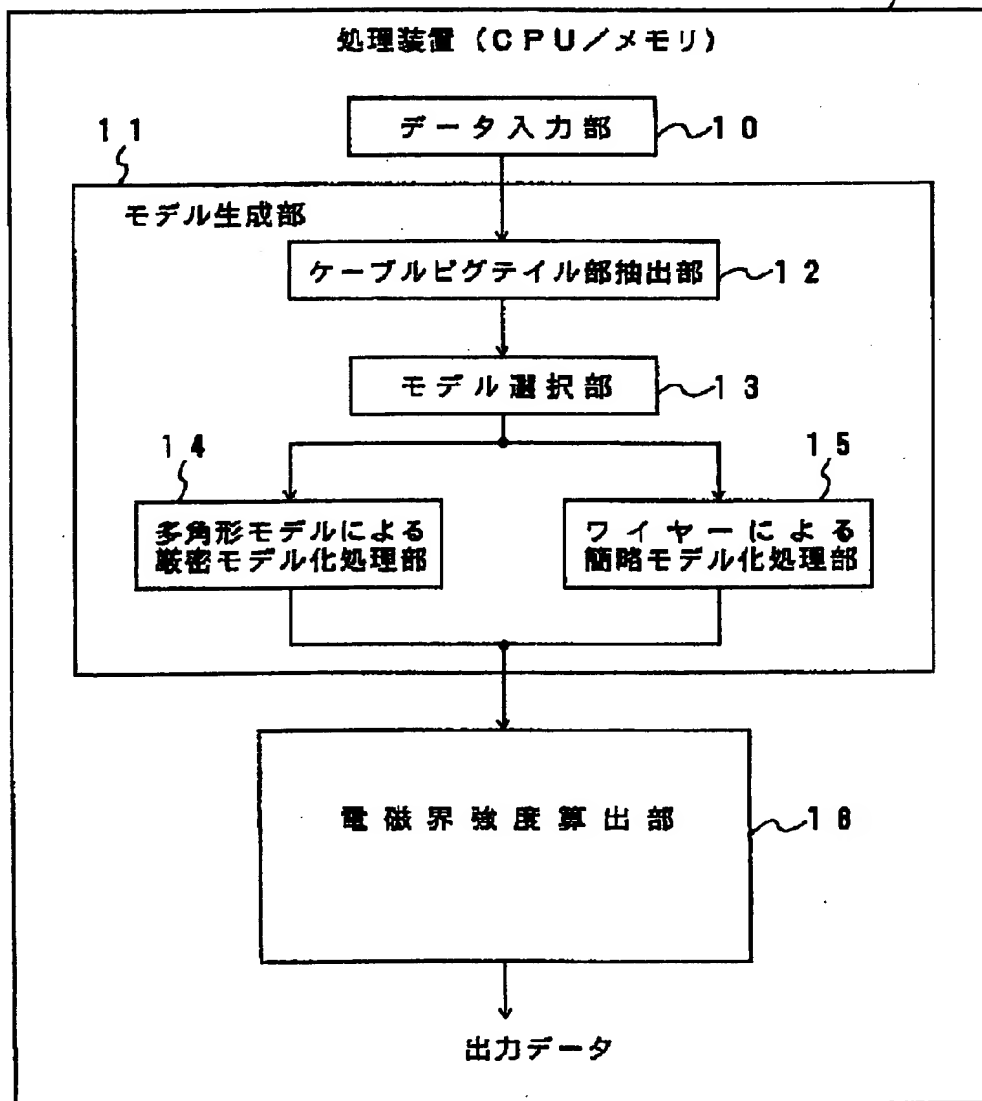 処理装置(CPU/メモリ)
データ入力部
10
11
モデル生成部
ケーブルピグテイル部抽出部
12
モデル選択部
13
14
15
多角形モデルによる
厳密モデル化処理部
ワイヤーによる
簡略モデル化処理部
電磁界強度算出部
16
出力データ